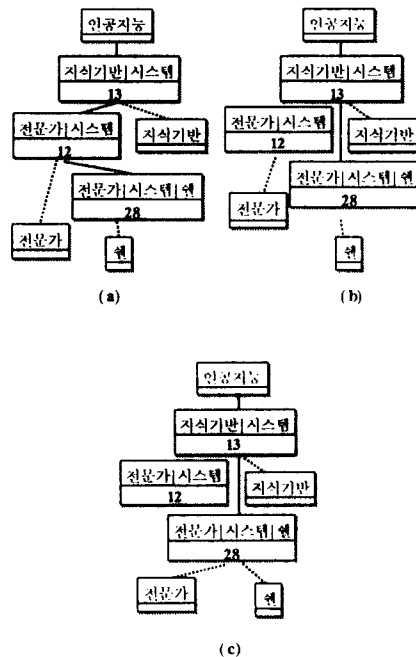 인공지능
지식기반|시스템
13
전문가|시스템
12
지식기반
전문가|시스템|쉘
28
전문가
쉘
(a)
인공지능
지식기반|시스템
13
전문가|시스템
12
지식기반
전문가|시스템|쉘
28
전문가
쉘
(b)
인공지능
지식기반|시스템
13
전문가|시스템
12
지식기반
전문가|시스템|쉘
28
전문가
쉘
(c)